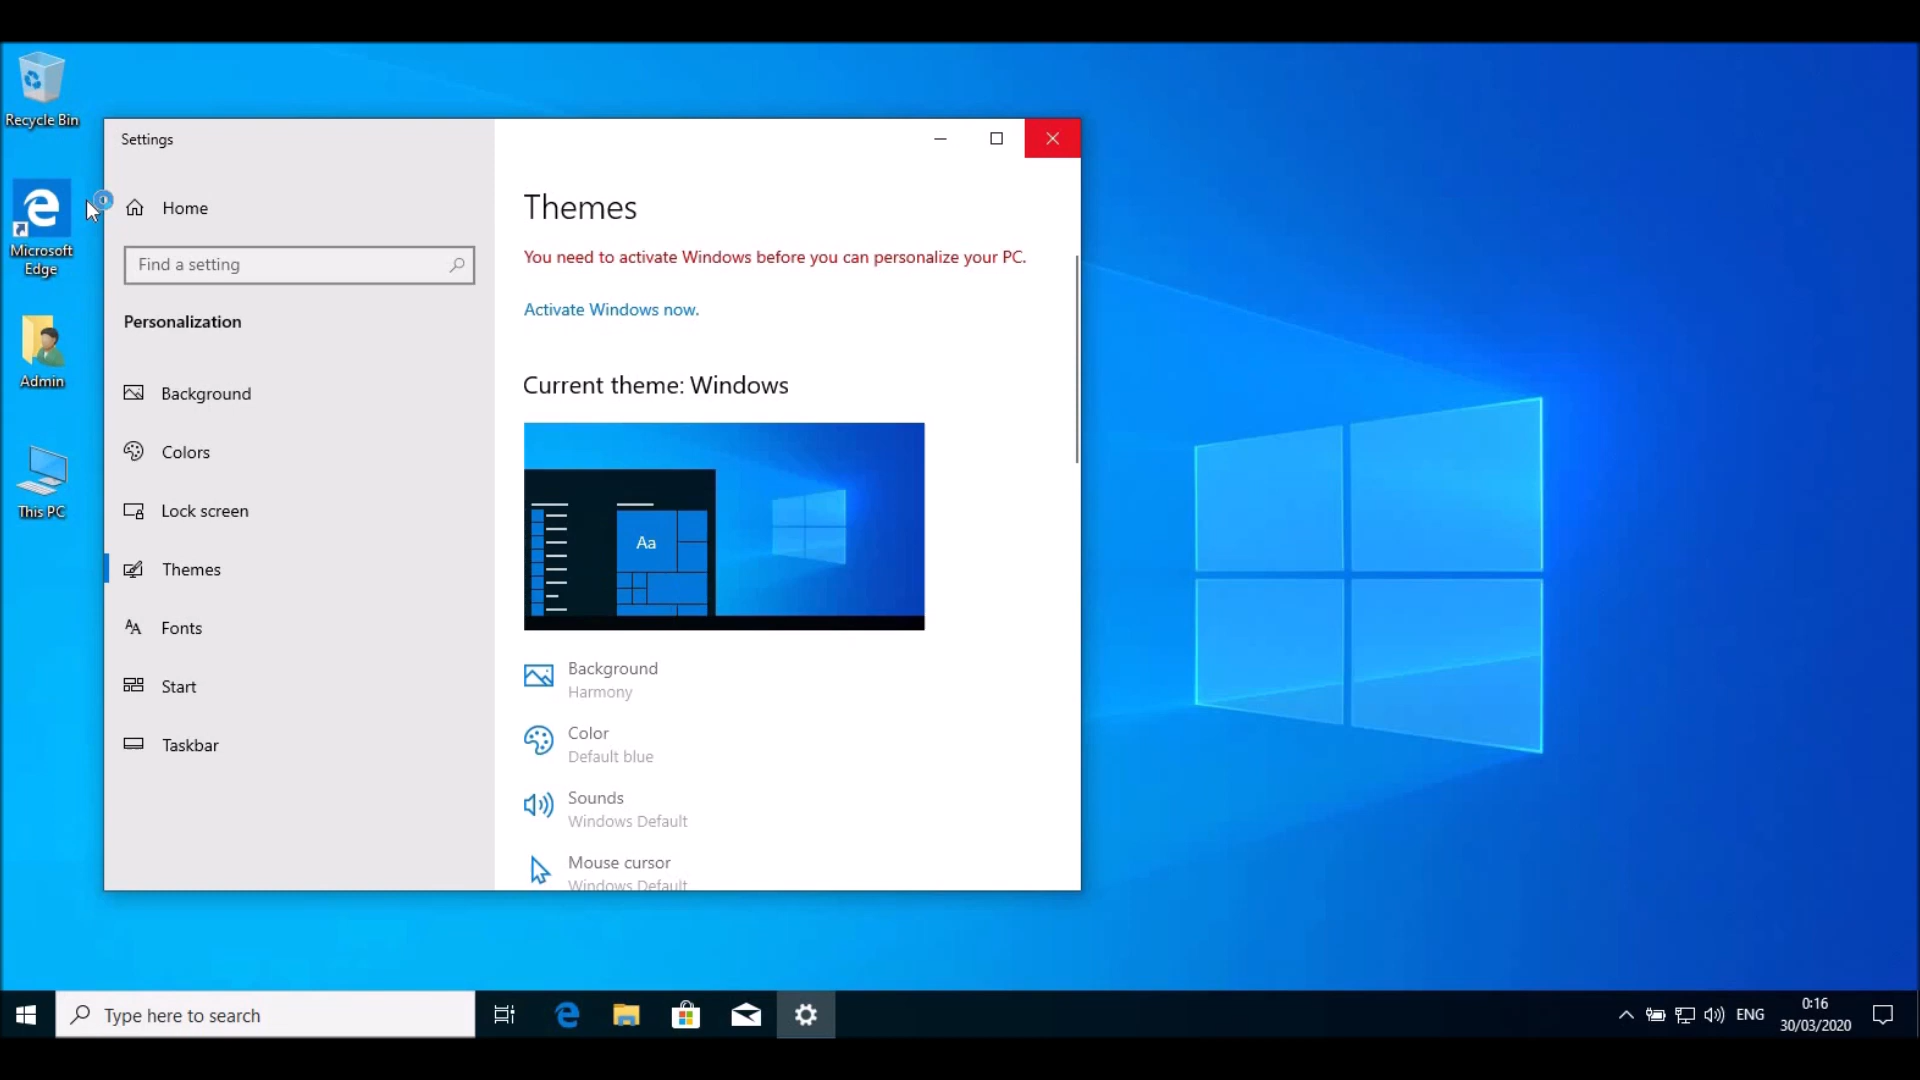 Recycle Bin
Microsoft
Edge
Admin
This PC
Settings
Home
Find a setting
Personalization
Background
Colors
Lock screen
Themes
Fonts
Start
Taskbar
Themes
You need to activate Windows before you can personalize your PC.
Activate Windows now.
Current theme: Windows
Aa
Background
Harmony
Color
Default blue
Sounds
Windows Default
Mouse cursor
Windows Default
Type here to search
ENG
0:16
30/03/2020